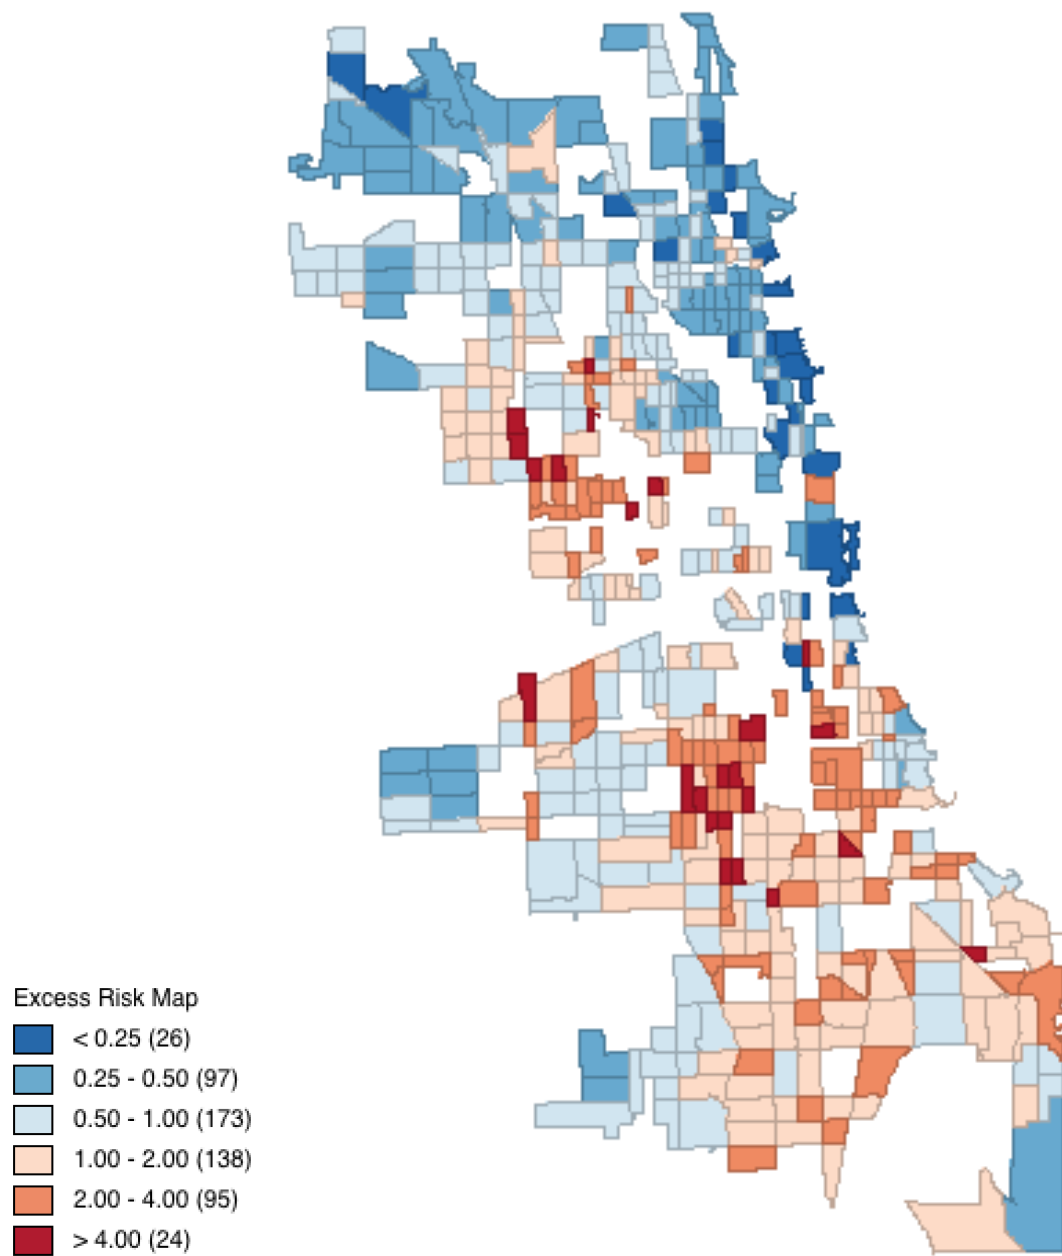 Excess Risk Map
< 0.25 (26)
0.25 - 0.50 (97)
0.50 - 1.00 (173)
1.00 - 2.00 (138)
2.00 - 4.00 (95)
> 4.00 (24)